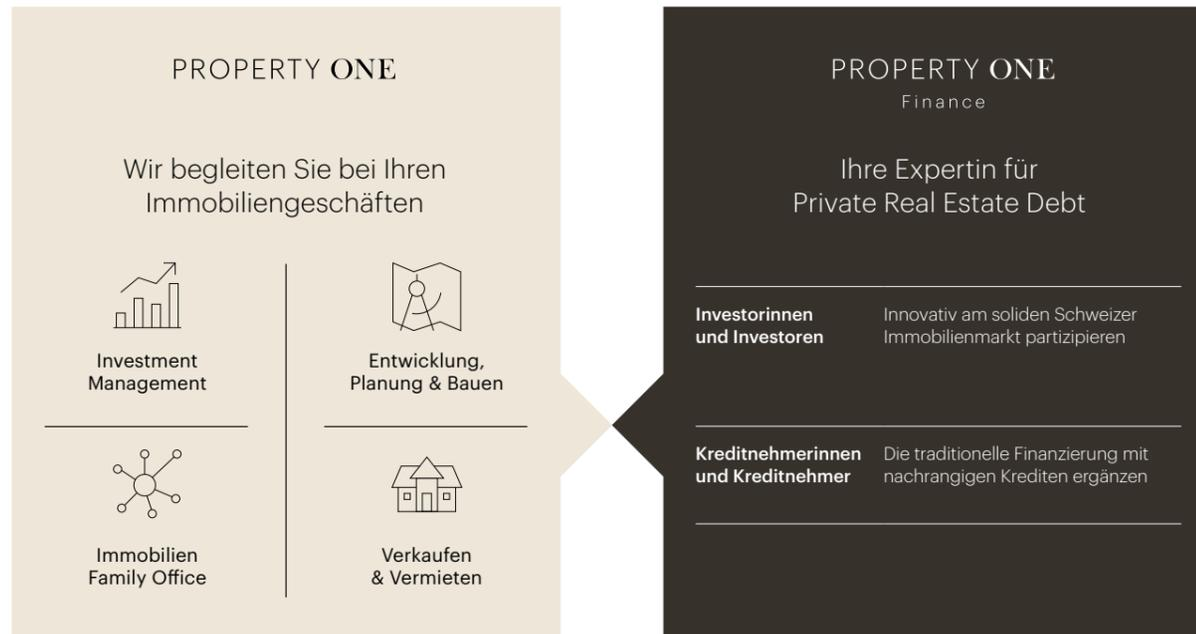 PROPERTY ONE
Wir begleiten Sie bei Ihren
Immobiliengeschäften
Investment
Management
Entwicklung,
Planung & Bauen
Immobilien
Family Office
Verkaufen
& Vermieten
PROPERTY ONE
Finance
Ihre Expertin für
Private Real Estate Debt
Investorinnen
und Investoren
Innovativ am soliden Schweizer
Immobilienmarkt partizipieren
Kreditnehmerinnen
und Kreditnehmer
Die traditionelle Finanzierung mit
nachrangigen Krediten ergänzen